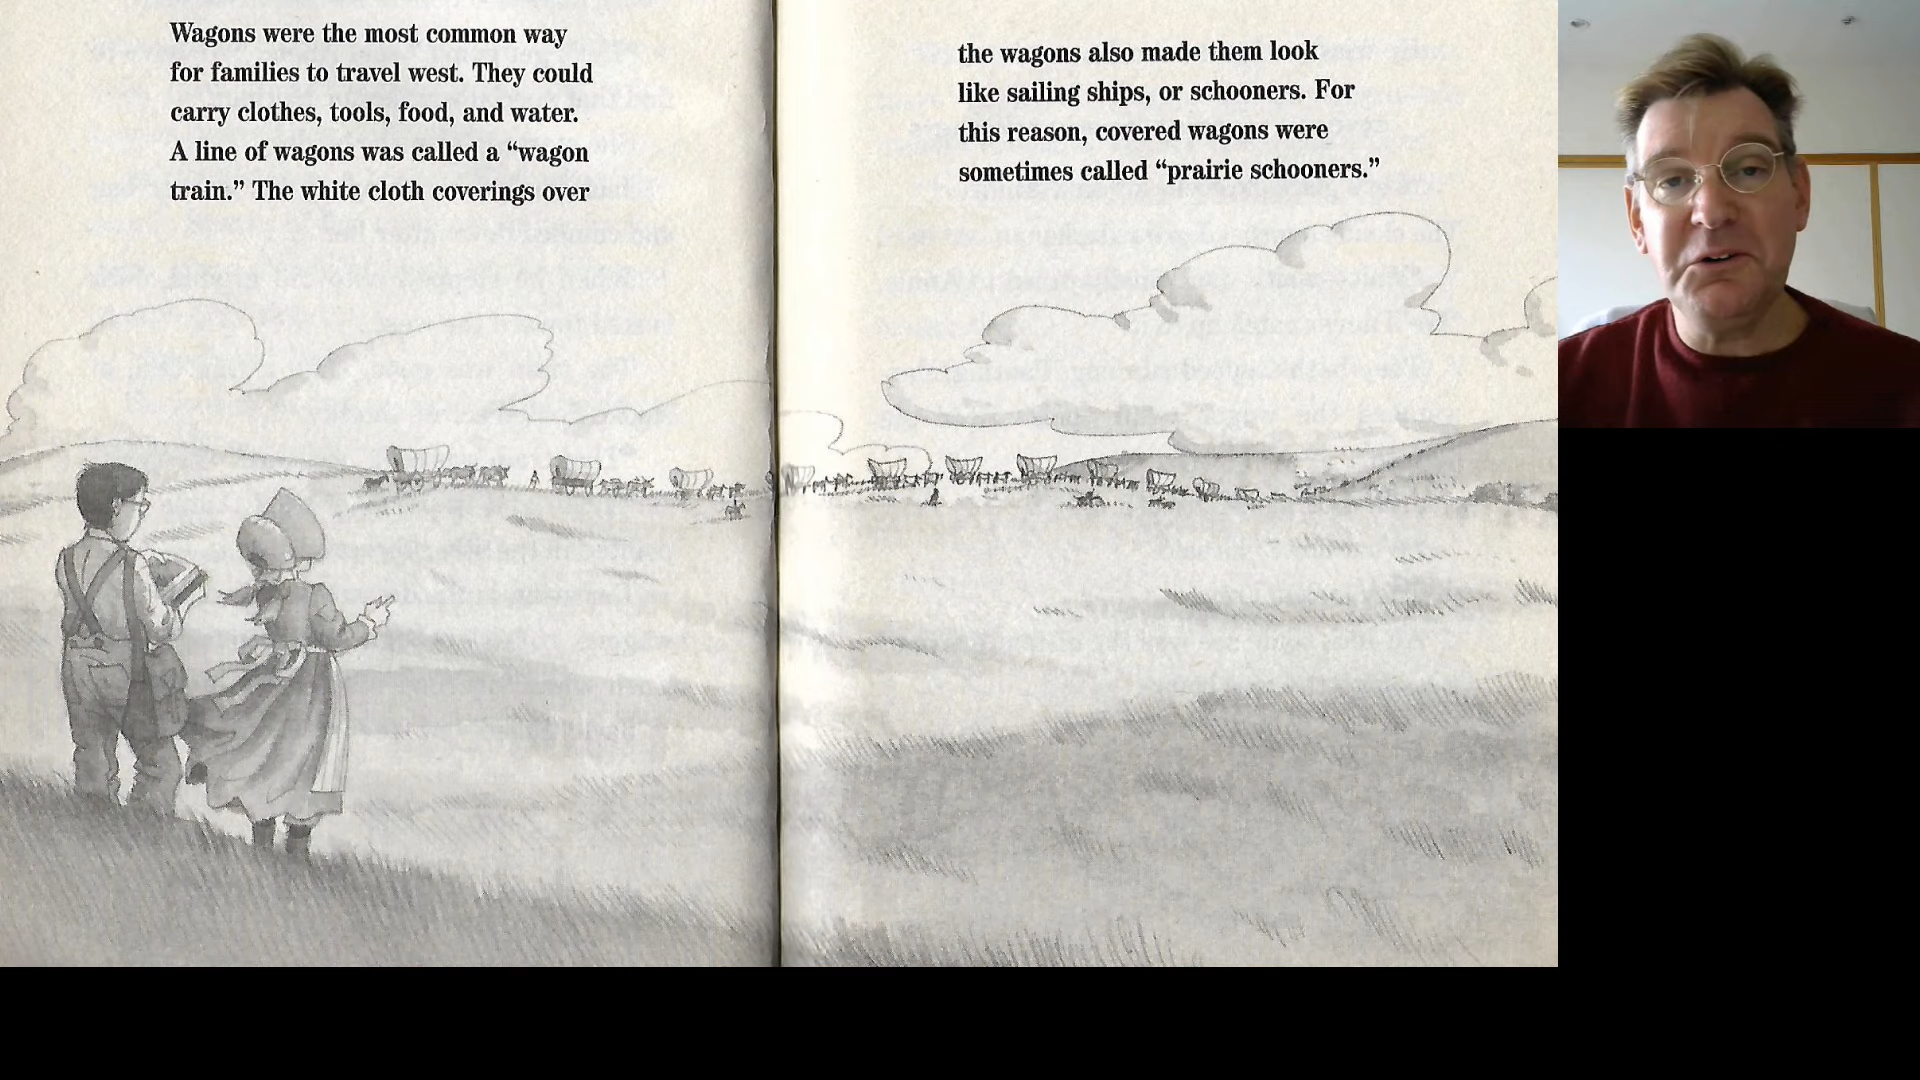 Wagons were the most common way
for families to travel west. They could
carry clothes, tools, food, and water.
A line of wagons was called a “wagon
train.” The white cloth coverings over
the wagons also made them look
like sailing ships, or schooners. For
this reason, covered wagons were
sometimes called “prairie schooners.”